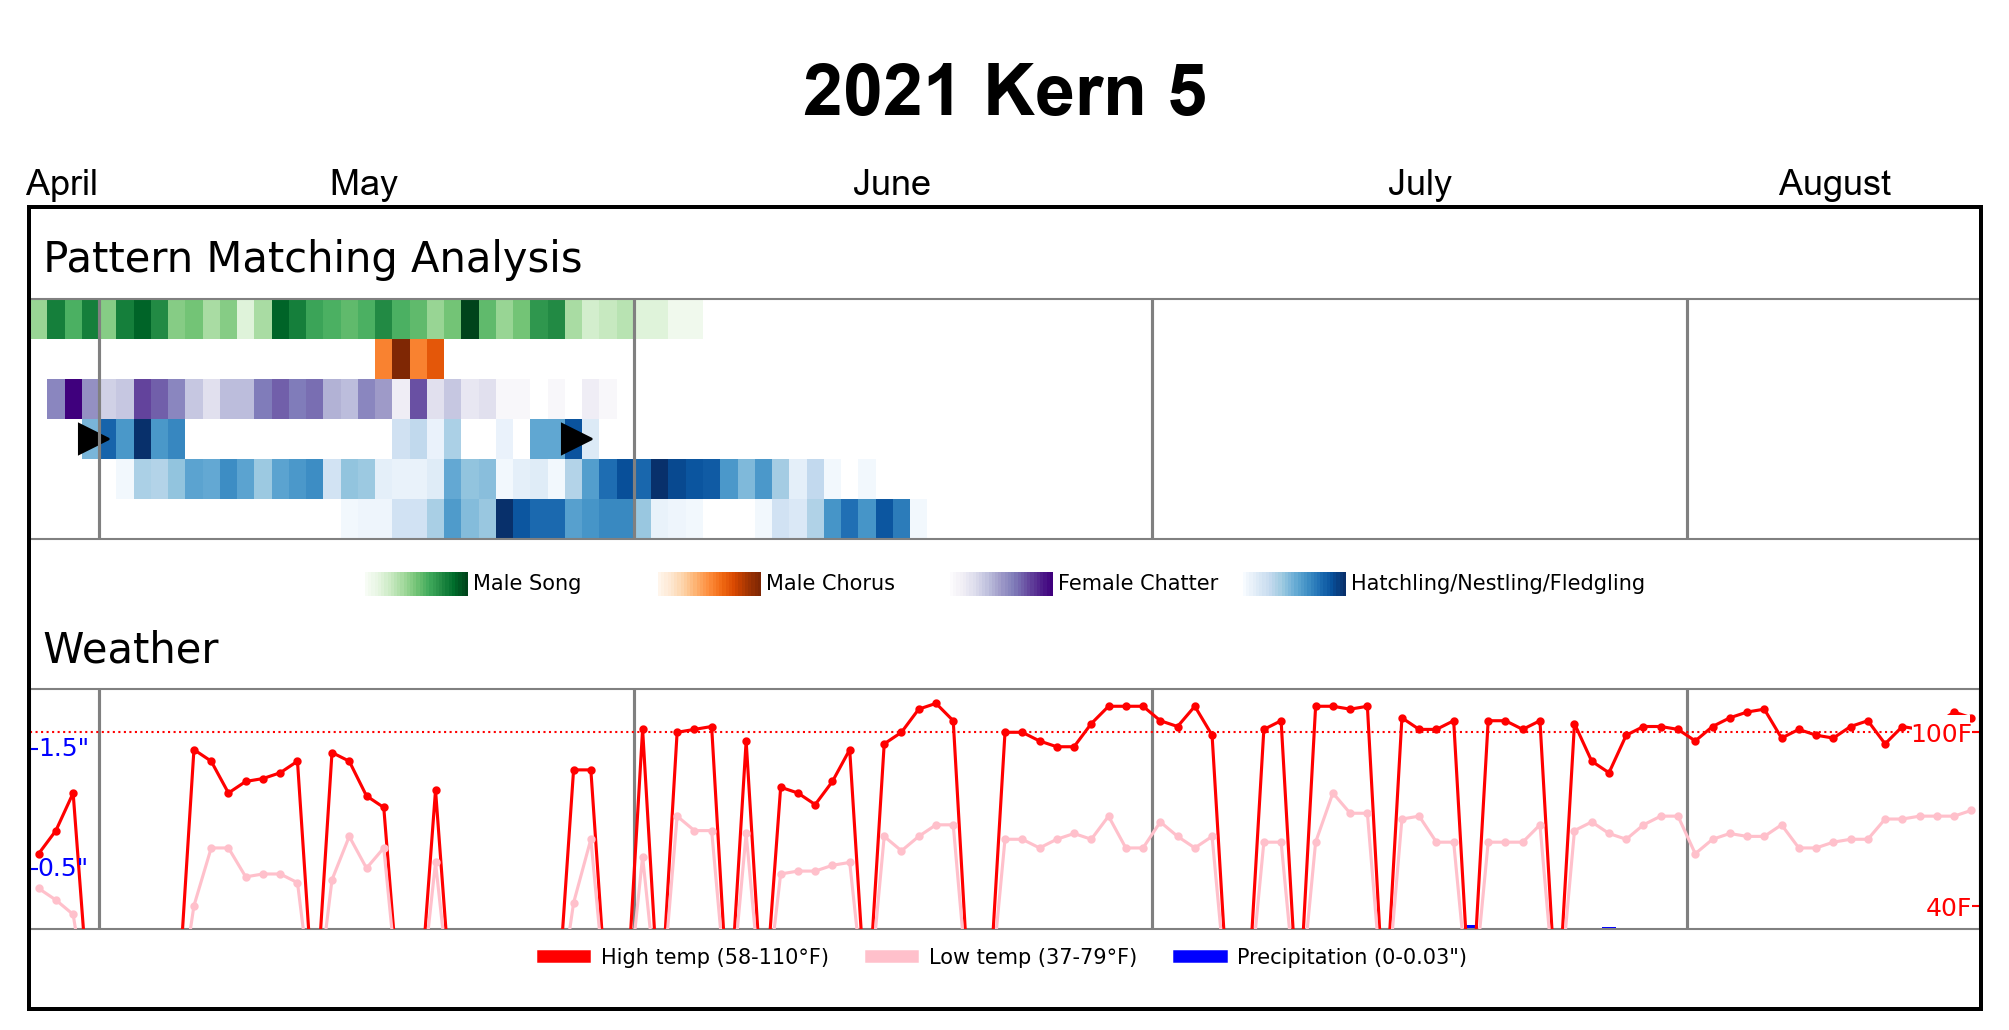 2021 Kern 5
April May June July August
Pattern Matching Analysis
Male Song Male Chorus Female Chatter Hatchling/Nestling/Fledgling
Weather
1.5" 100F
0.5" 40F
High temp (58-110°F) Low temp (37-79°F) Precipitation (0-0.03")